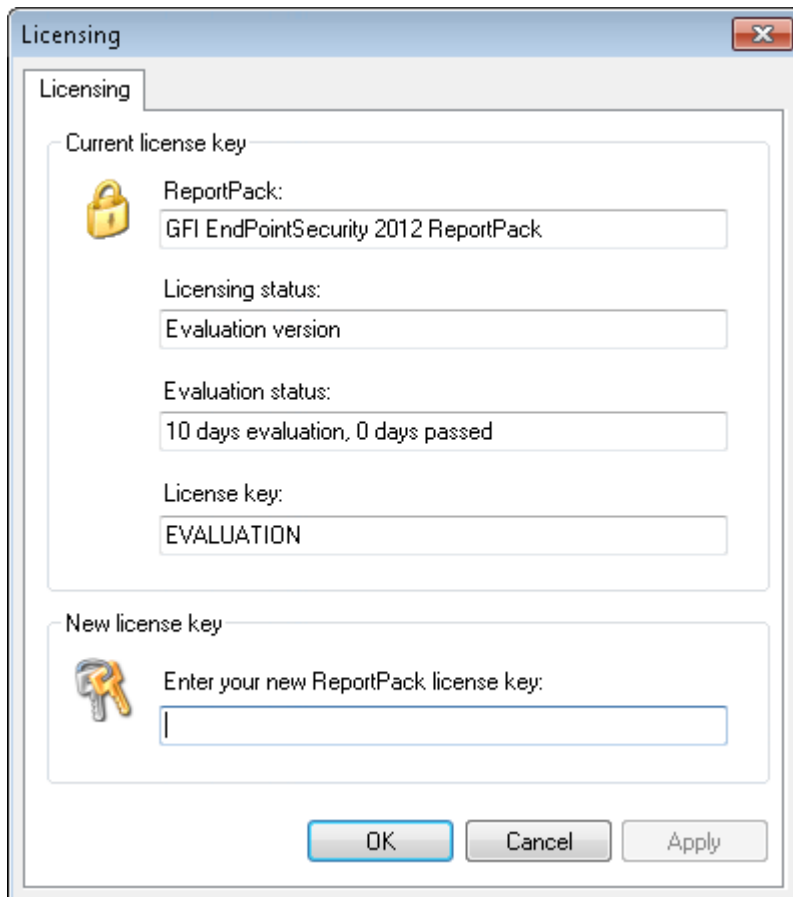 Licensing
Licensing
Current license key
ReportPack:
GFI EndPointSecurity 2012 ReportPack
Licensing status:
Evaluation version
Evaluation status:
10 days evaluation, 0 days passed
License key:
EVALUATION
New license key
Enter your new ReportPack license key:
OK Cancel Apply